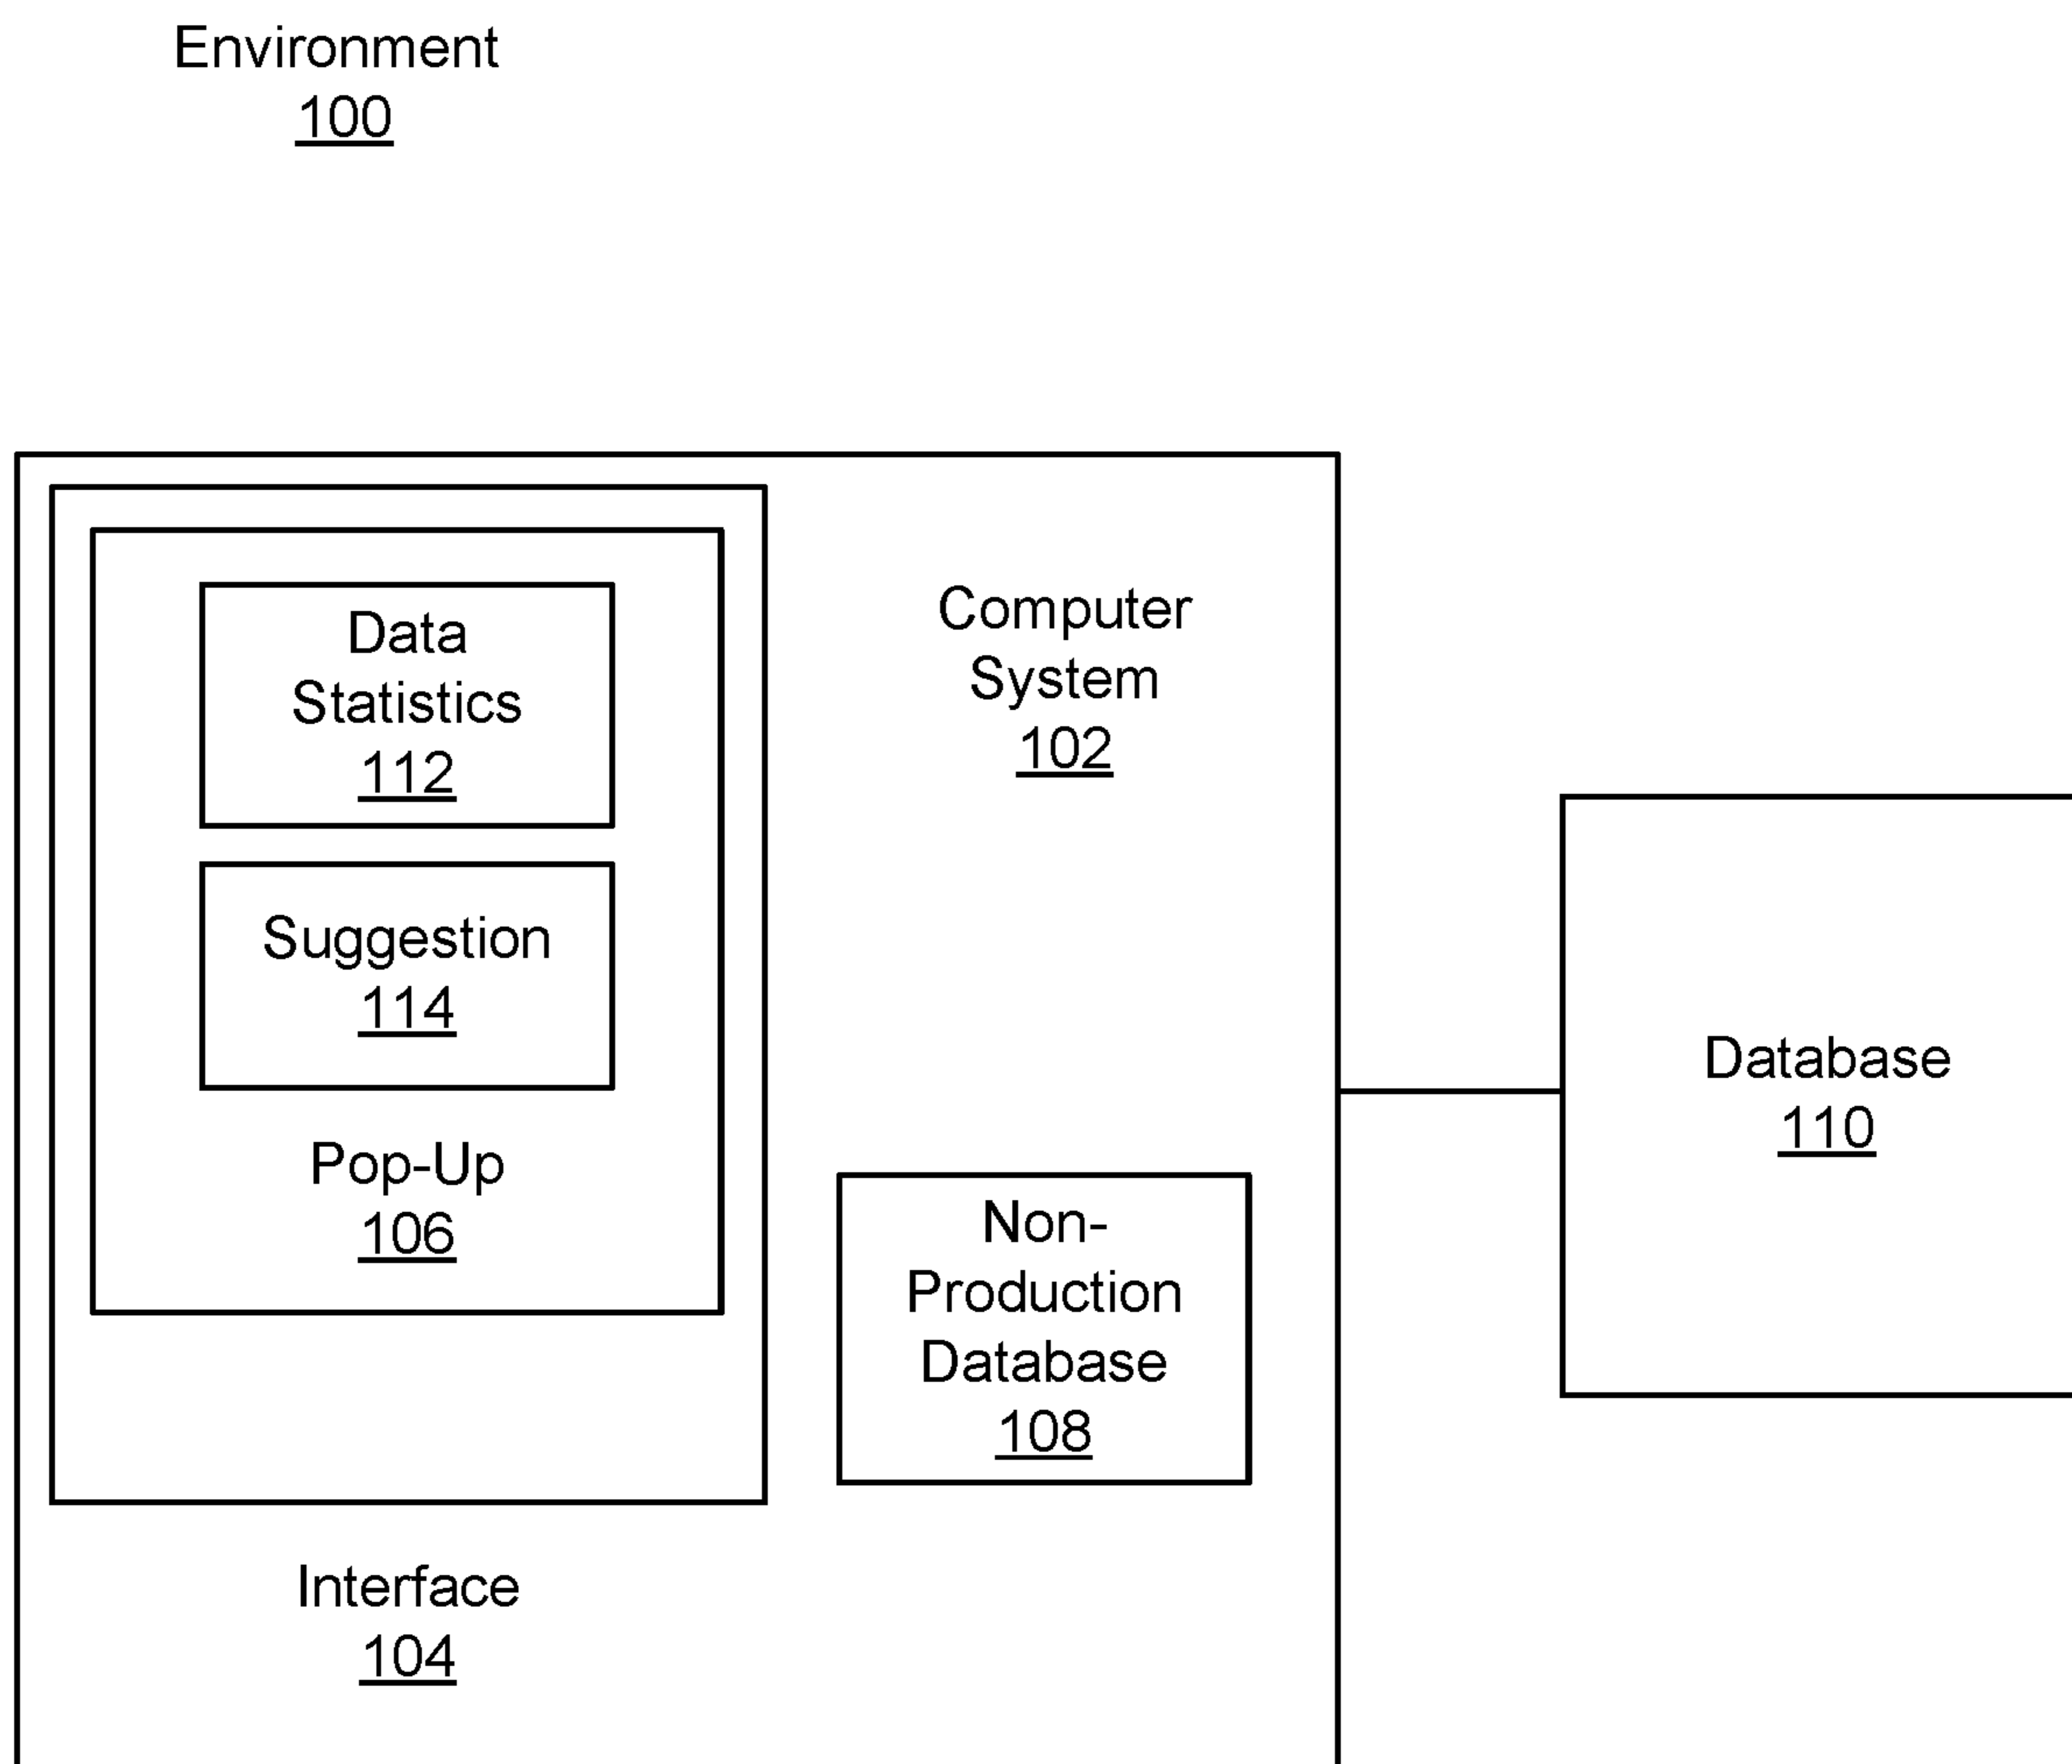 Environment
100
Data
Statistics
112
Suggestion
114
Pop-Up
106
Interface
104
Computer
System
102
Non-
Production
Database
108
Database
110